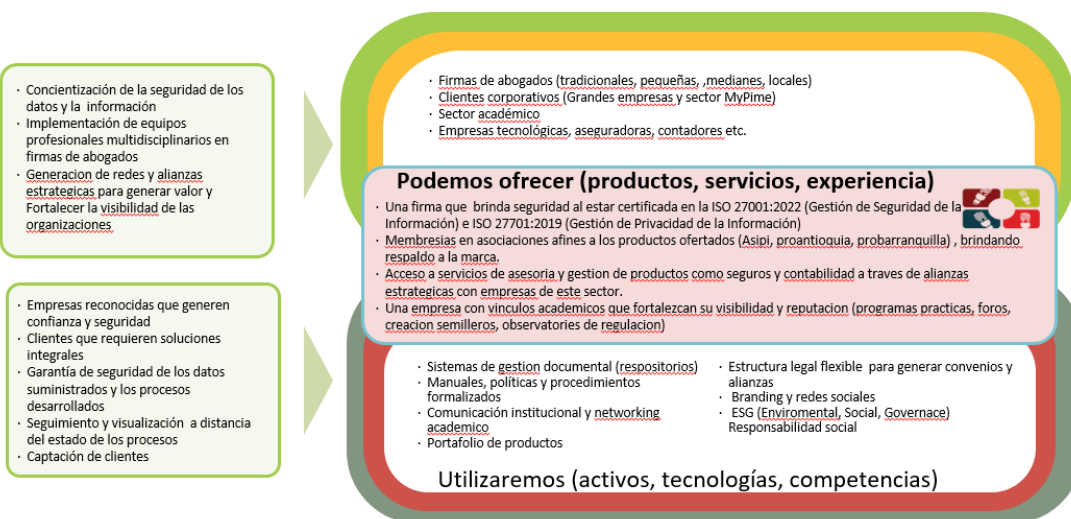 · Concientización de la seguridad de los
datos y la información
· Implementación de equipos
profesionales multidisciplinarios en
firmas de abogados
· Generacion de redes y alianzas
estrategicas para generar valor y
Fortalecer la visibilidad de las
organizaciones
· Empresas reconocidas que generen
confianza y seguridad
· Clientes que requieren soluciones
integrales
· Garantía de seguridad de los datos
suministrados y los procesos
desarrollados
· Seguimiento y visualización a distancia
del estado de los procesos
· Captación de clientes
· Firmas de abogados (tradicionales, pequeñas, ,medianes, locales)
· Clientes corporativos (Grandes empresas y sector MyPime)
· Sector académico
· Empresas tecnológicas, aseguradoras, contadores etc.
Podemos ofrecer (productos, servicios, experiencia)
· Una firma que brinda seguridad al estar certificada en la ISO 27001:2022 (Gestión de Seguridad de la
Información) e ISO 27701:2019 (Gestión de Privacidad de la Información)
· Membresias en asociaciones afines a los productos ofertados (Asipi, proantioquia, probarranquilla) , brindando
respaldo a la marca.
· Acceso a servicios de asesoria y gestion de productos como seguros y contabilidad a traves de alianzas
estrategicas con empresas de este sector.
· Una empresa con vinculos academicos que fortalezcan su visibilidad y reputacion (programas practicas, foros,
creacion semilleros, observatories de regulacion)
· Sistemas de gestion documental (respositorios)
· Manuales, políticas y procedimientos
formalizados
· Comunicación institucional y networking
academico
· Portafolio de productos
· Estructura legal flexible para generar convenios y
alianzas
· Branding y redes sociales
· ESG (Enviromental, Social, Governace)
Responsabilidad social
Utilizaremos (activos, tecnologías, competencias)